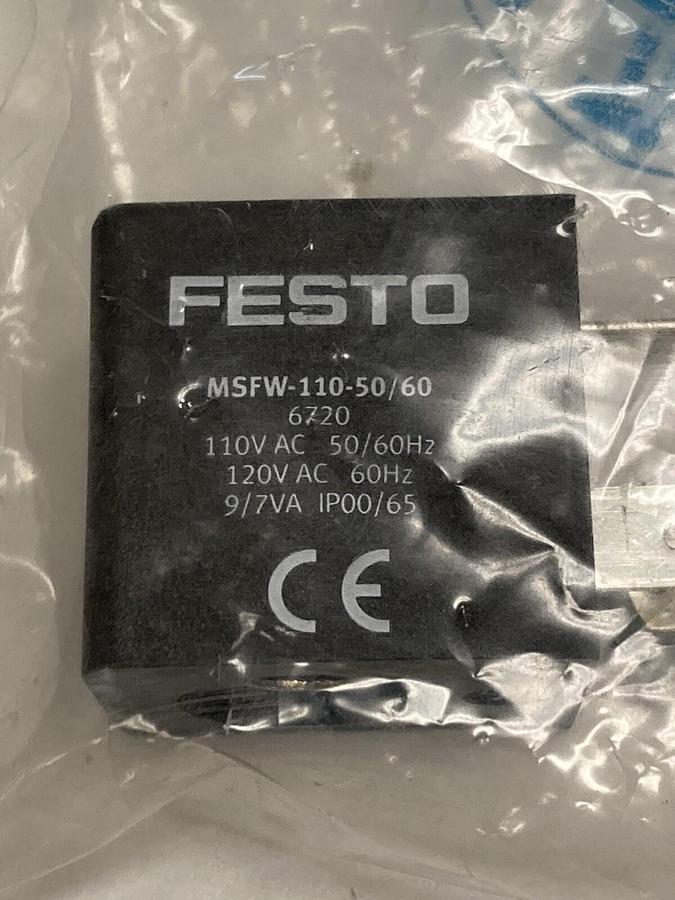 FESTO
MSFW-110-50/60
6720
110V AC 50/60Hz
120V AC 60Hz
9/7VA IP00/65
CE